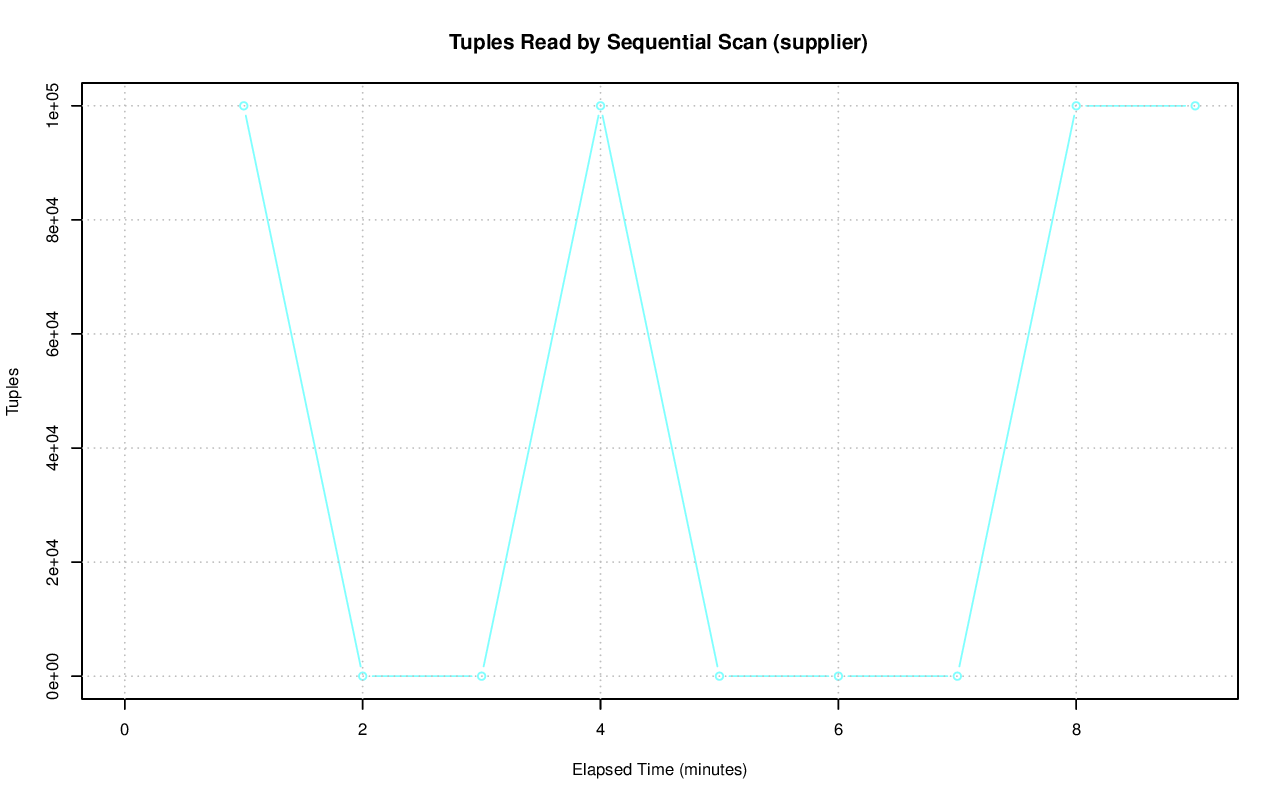 Tuples Read by Sequential Scan (supplier)
1e+05
8e+04
6e+04
4e+04
2e+04
0e+00
Tuples
0 2 4 6 8
Elapsed Time (minutes)